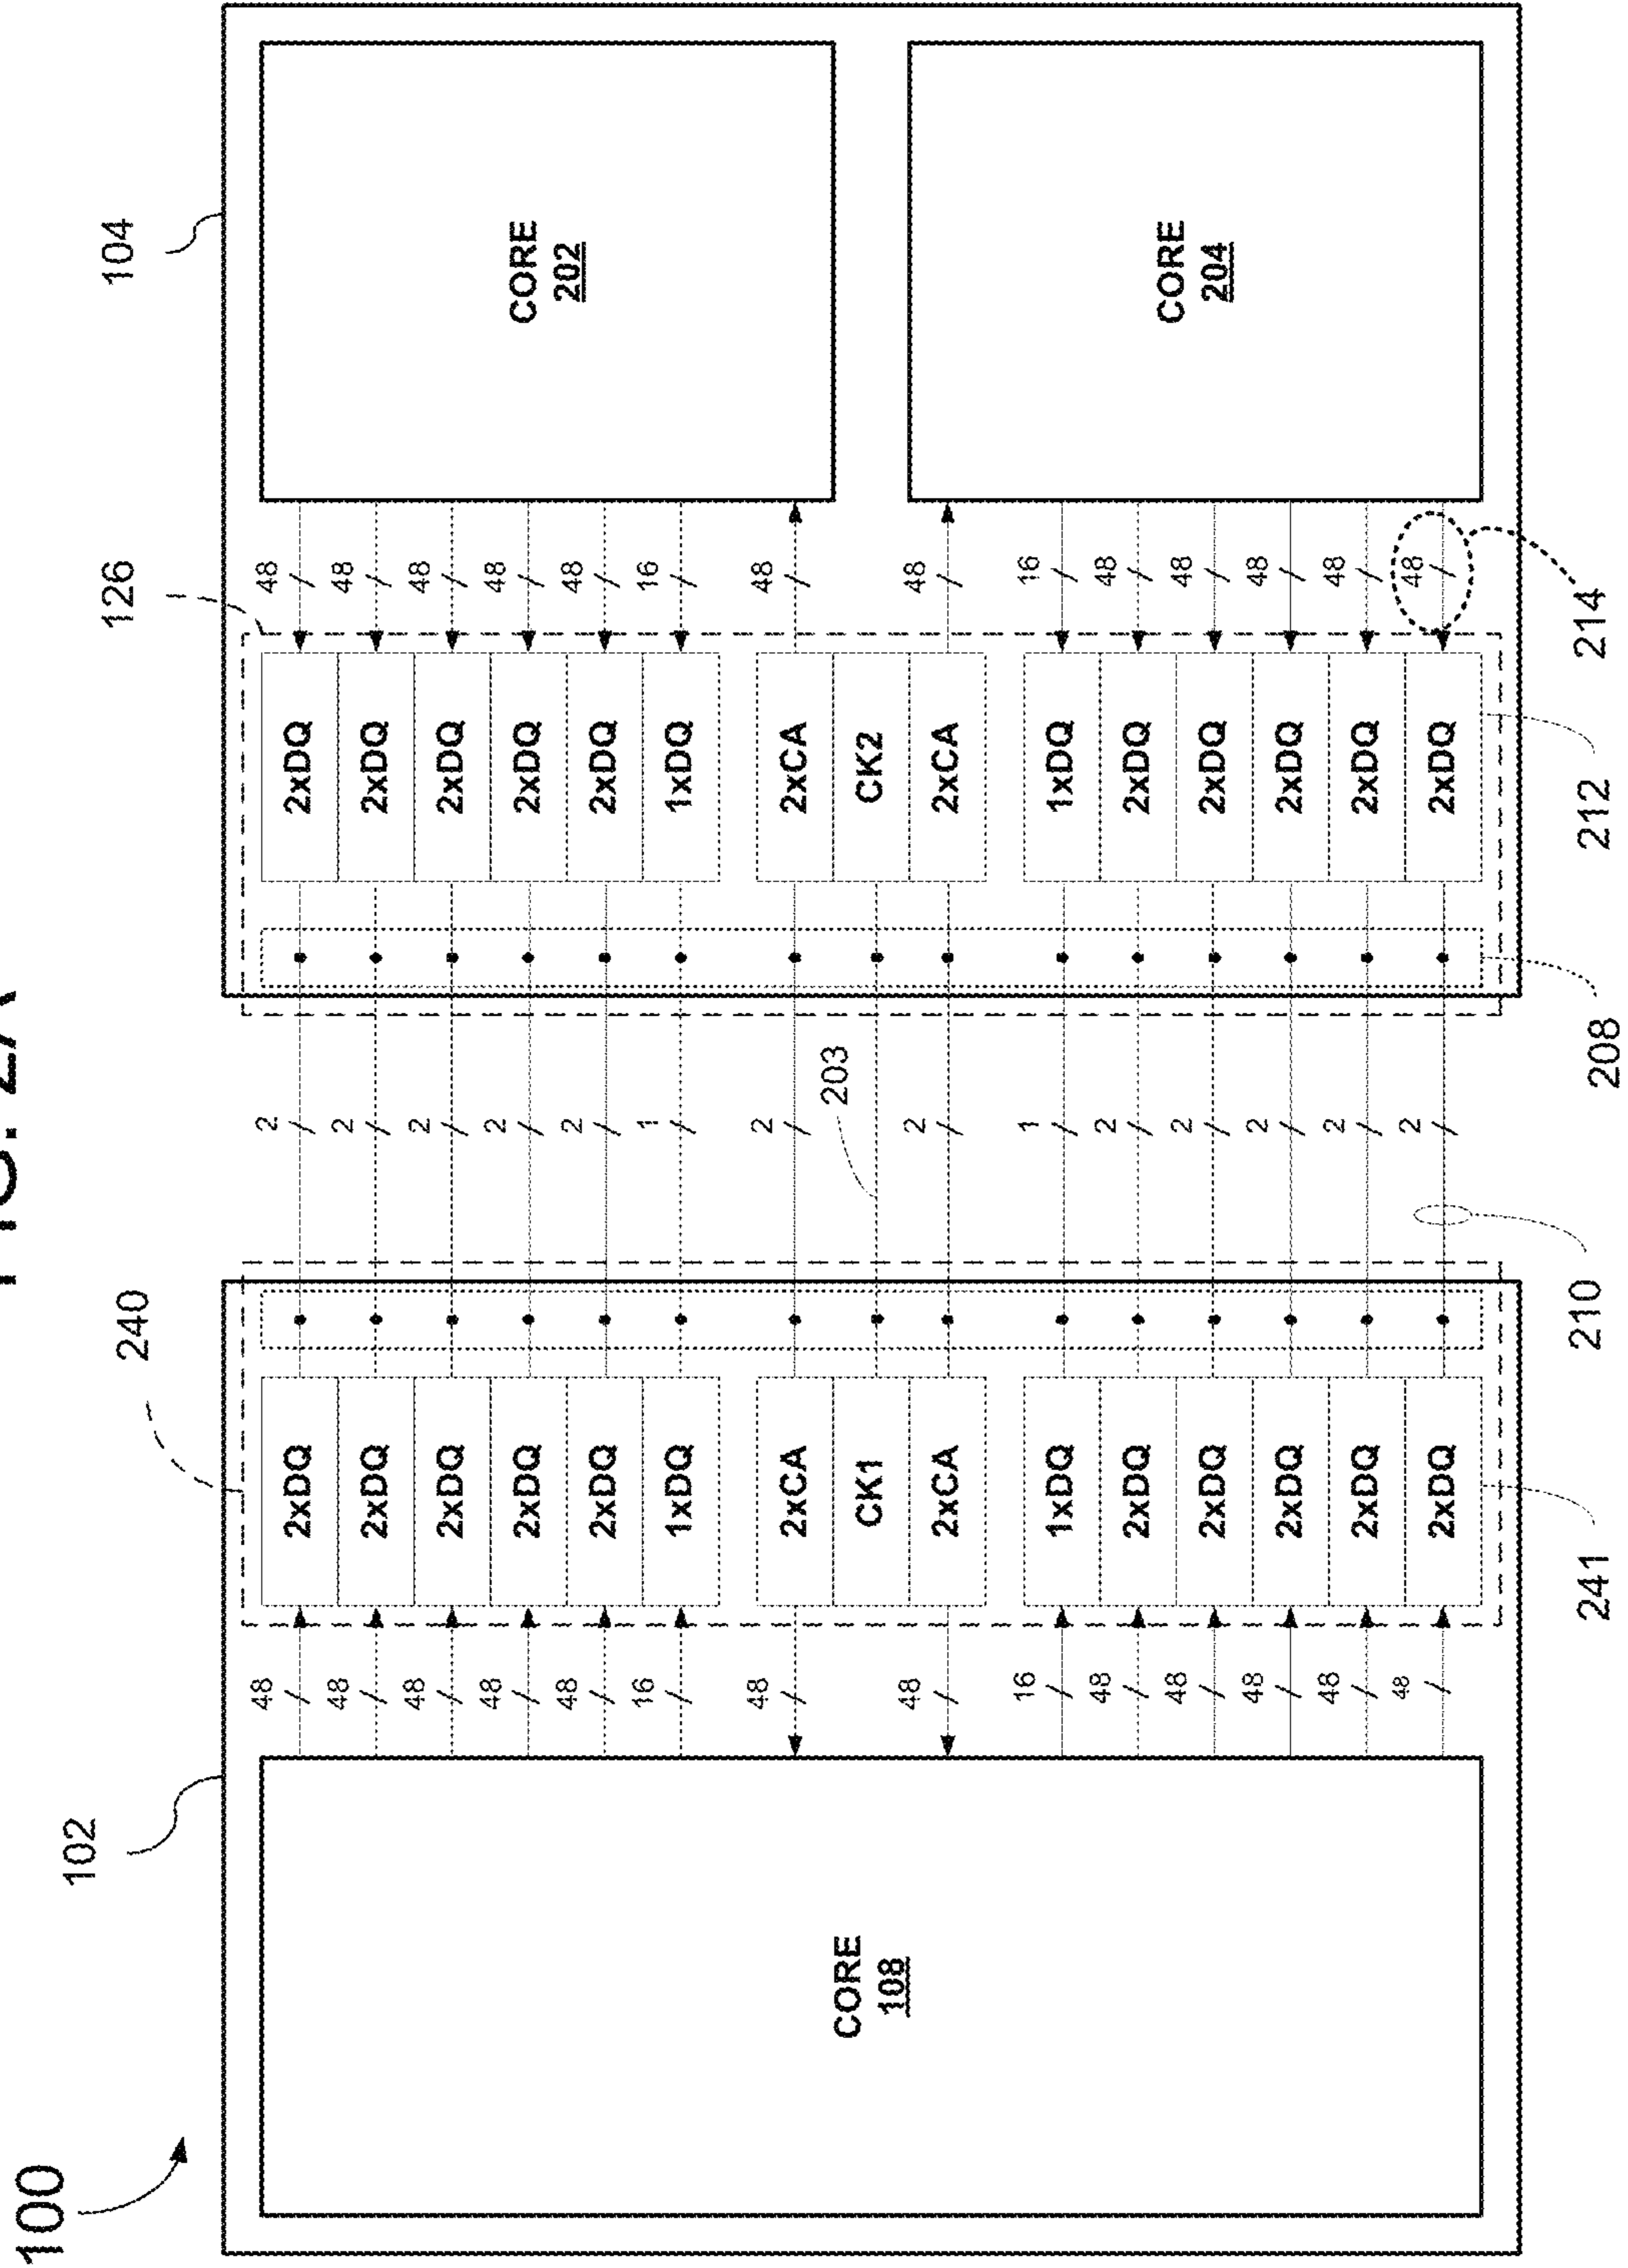 FIG. 2A
100
102
240
126
104
48 2xDQ 2 2xDQ 48
48 2xDQ 2 2xDQ 48
48 2xDQ 2 2xDQ 48
48 2xDQ 2 2xDQ 48
48 2xDQ 2 2xDQ 48
16 1xDQ 1 1xDQ 16
CORE
202
48 2xCA 2 2xCA 48
CORE
108
CK1 203 CK2
48 2xCA 2 2xCA 48
16 1xDQ 1 1xDQ 16
48 2xDQ 2 2xDQ 48
48 2xDQ 2 2xDQ 48
48 2xDQ 2 2xDQ 48
48 2xDQ 2 2xDQ 48
48 2xDQ 2 2xDQ 48
CORE
204
241
210
208
212
214